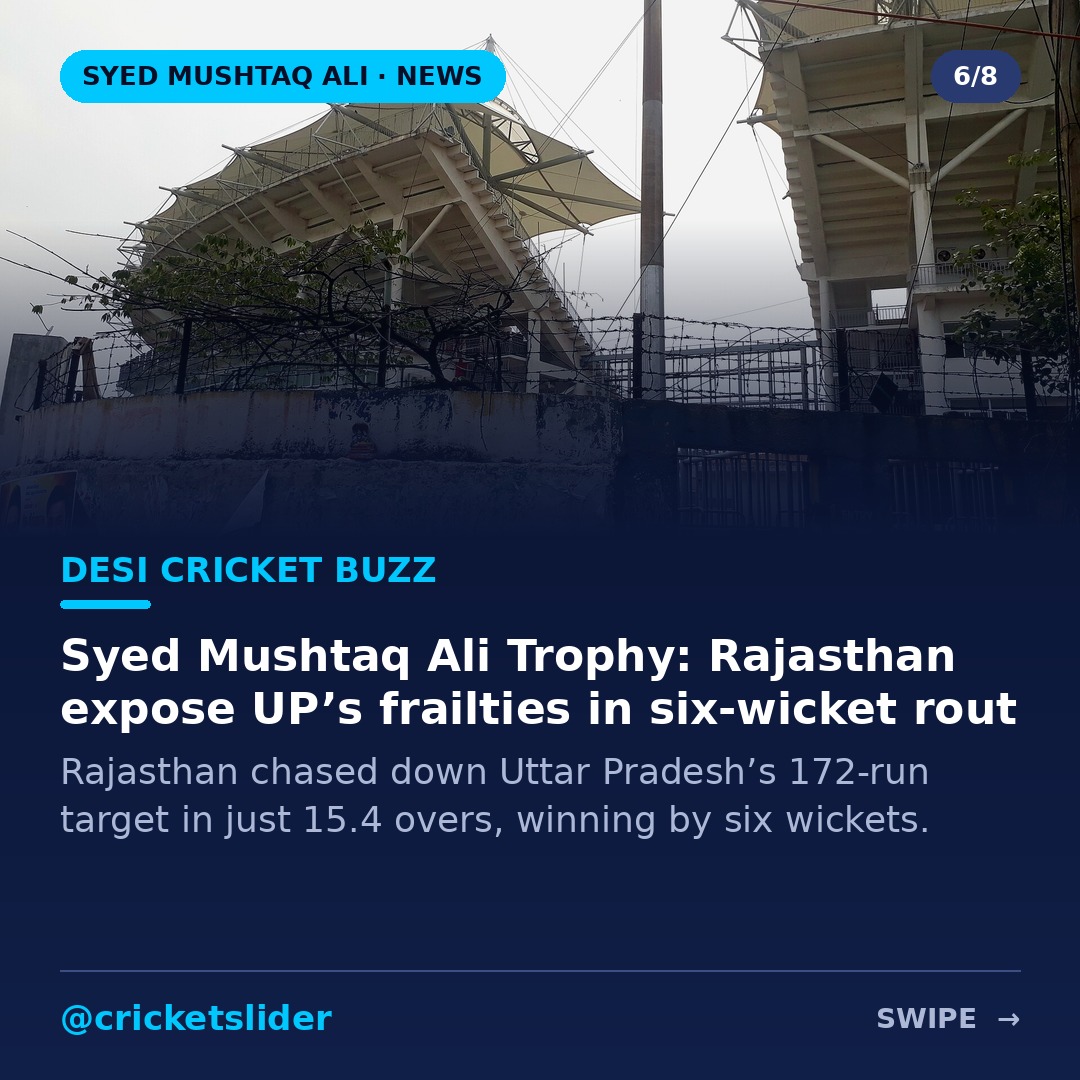 SYED MUSHTAQ ALI · NEWS
6/8
DESI CRICKET BUZZ
Syed Mushtaq Ali Trophy: Rajasthan
expose UP’s frailties in six-wicket rout
Rajasthan chased down Uttar Pradesh’s 172-run
target in just 15.4 overs, winning by six wickets.
@cricketslider
SWIPE →